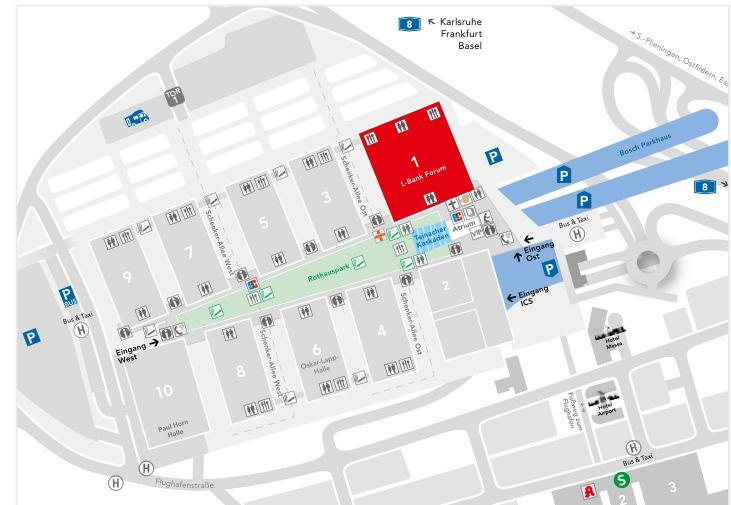 8
Karlsruhe
Frankfurt
Basel
S.-Plieningen, Ostfildern, Ess
TOR
1
1
L-Bank Forum
P
Bosch Parkhaus
P
P
8
3
5
7
9
Schenker-Allee Ost
Schenker-Allee West
Atrium
VIP
Teinacher
Kaskaden
Rothauspark
Bus & Taxi
H
Eingang
Ost
P
Eingang
ICS
P
BUS
P
Bus & Taxi
H
Eingang
West
2
4
6
Oskar-Lapp-
Halle
8
10
Paul Horn
Halle
Schenker-Allee West
Schenker-Allee Ost
Hotel
Messe
Hotel
Airport
Fußweg zum
Flughafen
H
Bus & Taxi
S
H
H
Flughafenstraße
2
3